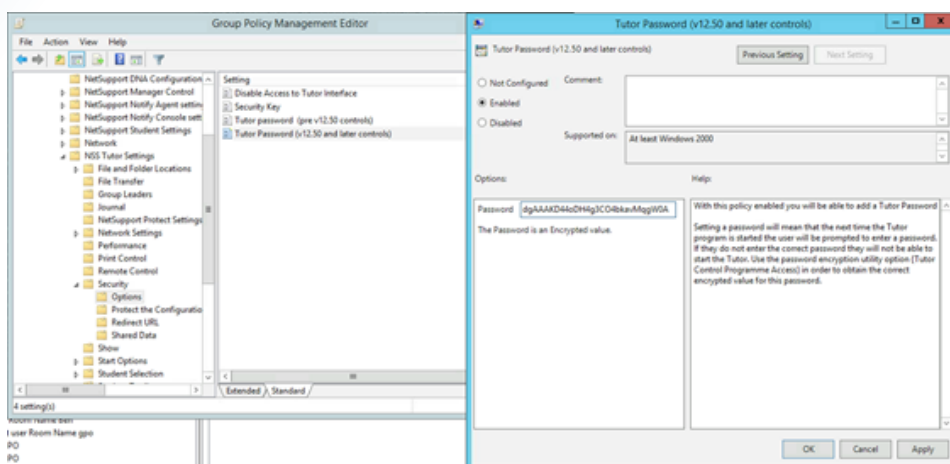 Group Policy Management Editor
File Action View Help
NetSupport DNA Configuration
NetSupport Manager Control
NetSupport Notify Agent settin
NetSupport Notify Console sett
NetSupport Student Settings
Network
NSS Tutor Settings
File and Folder Locations
File Transfer
Group Leaders
Journal
NetSupport Protect Settings
Network Settings
Performance
Print Control
Remote Control
Security
Options
Protect the Configuratio
Redirect URL
Shared Data
Show
Start Options
Student Selection
Setting
Disable Access to Tutor Interface
Security Key
Tutor password (pre v12.50 controls)
Tutor Password (v12.50 and later controls)
Extended Standard
4 setting(s)
user Room Name gpo
PO
PO
Tutor Password (v12.50 and later controls)
Tutor Password (v12.50 and later controls)
Previous Setting Next Setting
Not Configured
Enabled
Disabled
Comment:
Supported on:
At least Windows 2000
Options:
Help:
Password
The Password is an Encrypted value.
With this policy enabled you will be able to add a Tutor Password
Setting a password will mean that the next time the Tutor
program is started the user will be prompted to enter a password.
If they do not enter the correct password they will not be able to
start the Tutor. Use the password encryption utility option (Tutor
Control Programme Access) in order to obtain the correct
encrypted value for this password.
OK Cancel Apply